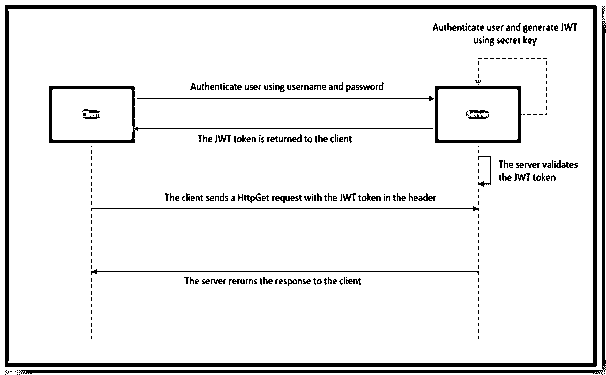 Authenticate user and generate JWT
using secret key
Authenticate user using username and password
The JWT token is returned to the client
The server validates
the JWT token
The client sends a HttpGet request with the JWT token in the header
The server rerurns the response to the client